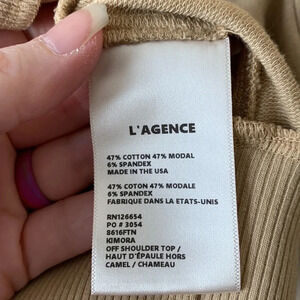 L'AGENCE
47% COTTON 47% MODAL
6% SPANDEX
MADE IN THE USA
47% COTON 47% MODALE
6% SPANDEX
FABRIQUE DANS LA ETATS-UNIS
RN126654
PO # 3054
8616FTN
KIMORA
OFF SHOULDER TOP /
HAUT D'ÉPAULE HORS
CAMEL / CHAMEAU